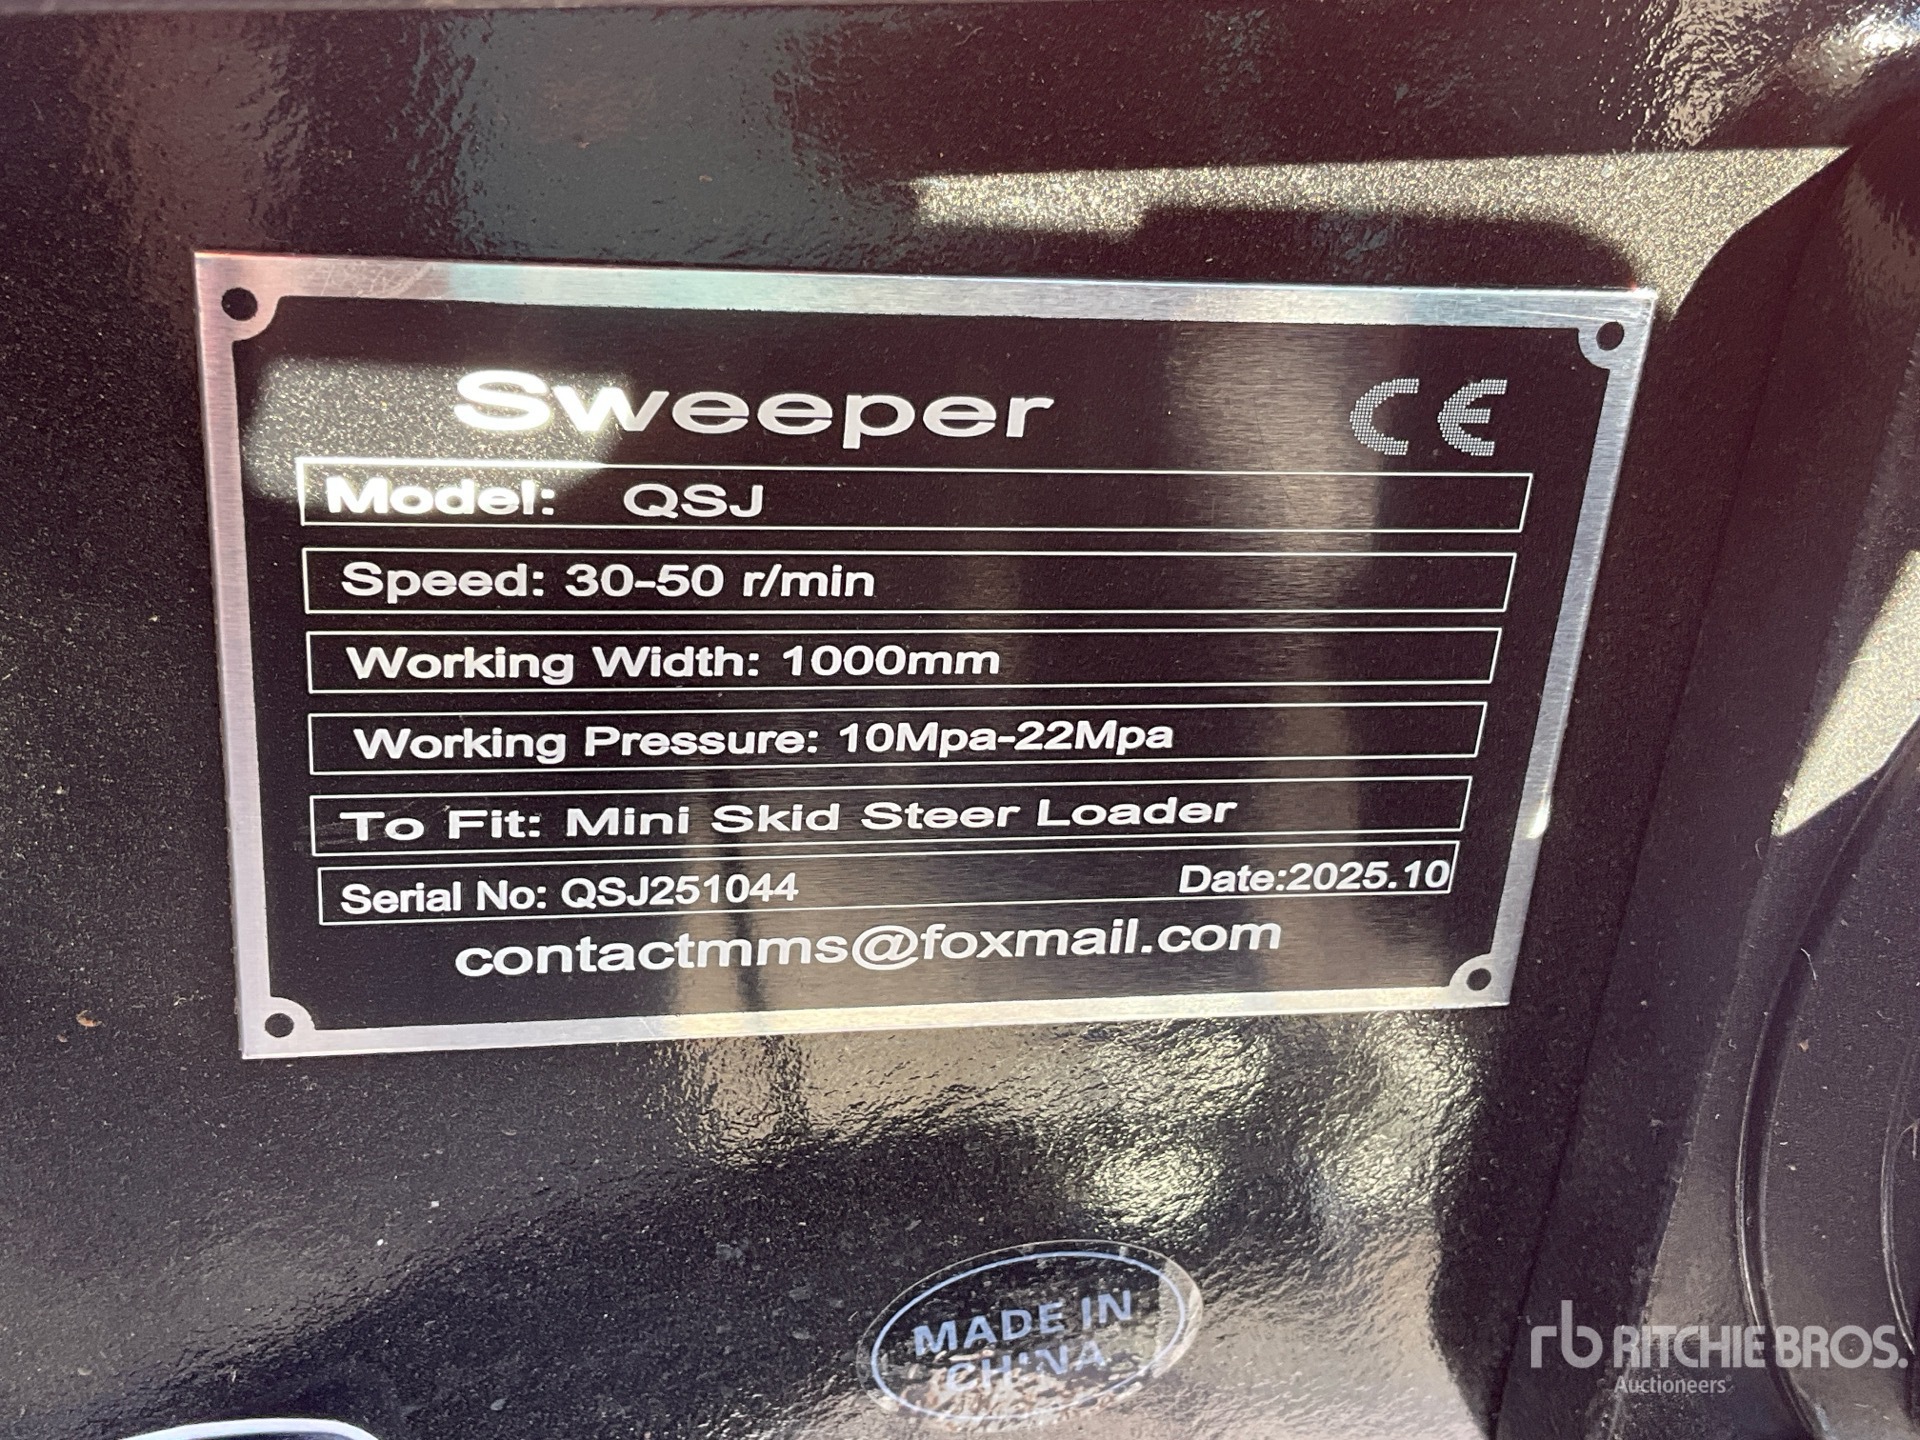 Sweeper CE
Model: QSJ
Speed: 30-50 r/min
Working Width: 1000mm
Working Pressure: 10Mpa-22Mpa
To Fit: Mini Skid Steer Loader
Serial No: QSJ251044 Date:2025.10
contactmms@foxmail.com
MADE IN
CHINA
rb RITCHIE BROS.
Auctioneers